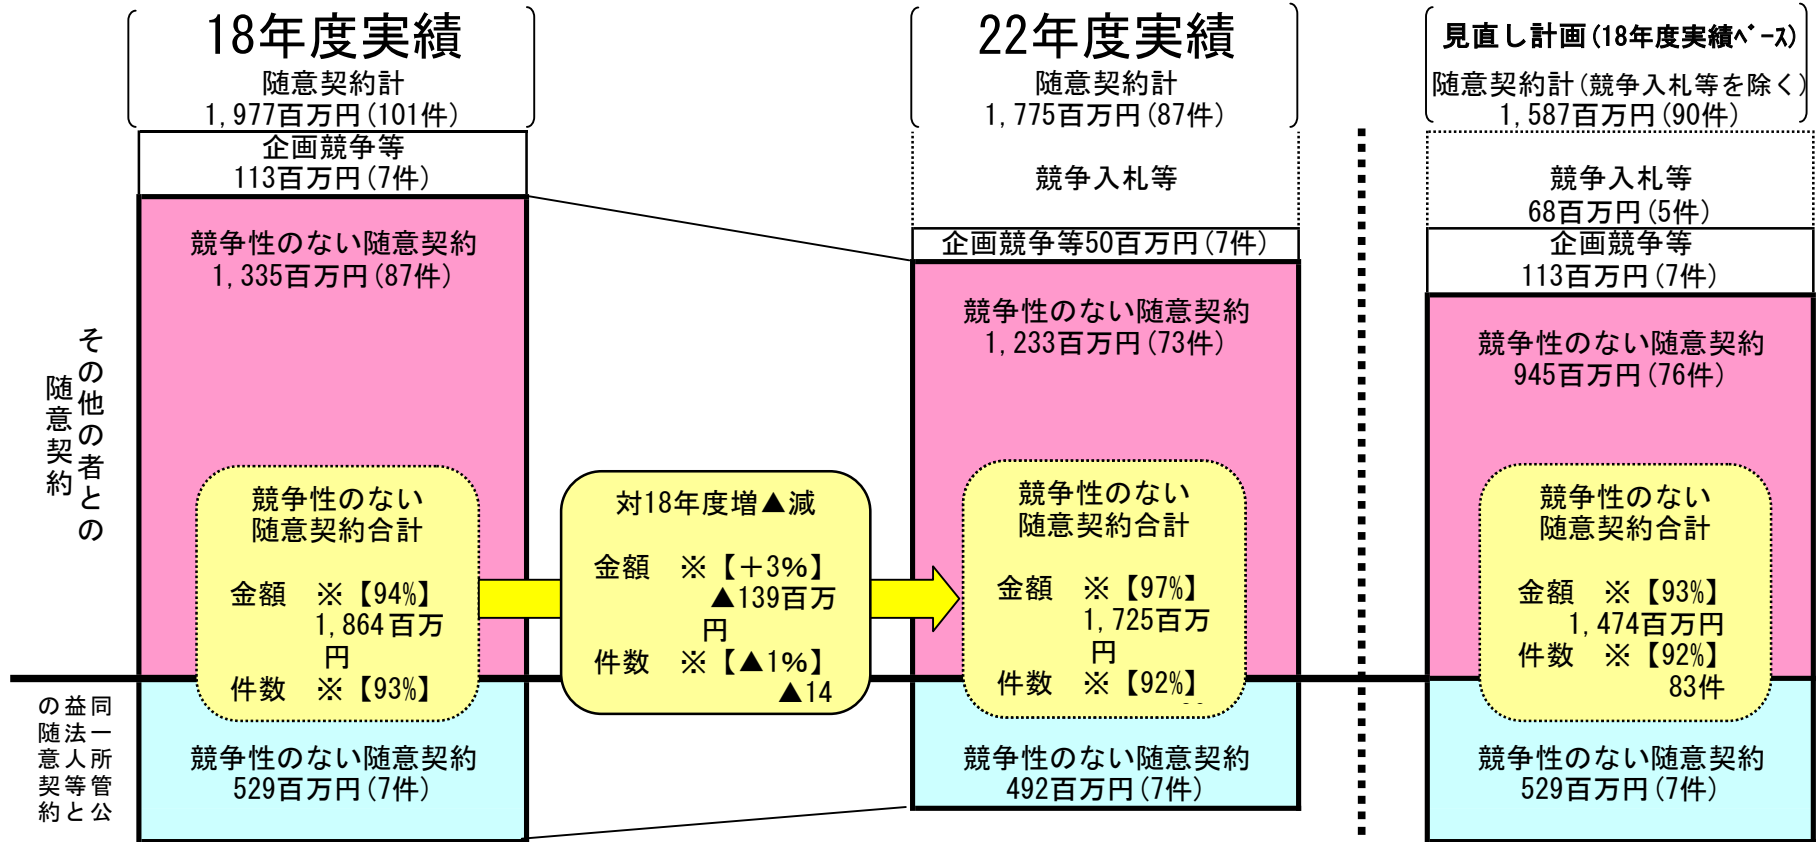 18年度実績
随意契約計
1,977百万円(101件)
企画競争等
113百万円(7件)
競争性のない随意契約
1,335百万円(87件)
その他の者との
随意契約
競争性のない
随意契約合計
金額 ※【94%】
1,864百万
円
件数 ※【93%】
同一所管公
益法人等と
の随意契約
競争性のない随意契約
529百万円(7件)
対18年度増▲減
金額 ※【+3%】
▲139百万
円
件数 ※【▲1%】
▲14
22年度実績
随意契約計
1,775百万円(87件)
競争入札等
企画競争等50百万円(7件)
競争性のない随意契約
1,233百万円(73件)
競争性のない
随意契約合計
金額 ※【97%】
1,725百万
円
件数 ※【92%】
競争性のない随意契約
492百万円(7件)
見直し計画(18年度実績ベース)
随意契約計(競争入札等を除く)
1,587百万円(90件)
競争入札等
68百万円(5件)
企画競争等
113百万円(7件)
競争性のない随意契約
945百万円(76件)
競争性のない
随意契約合計
金額 ※【93%】
1,474百万円
件数 ※【92%】
83件
競争性のない随意契約
529百万円(7件)